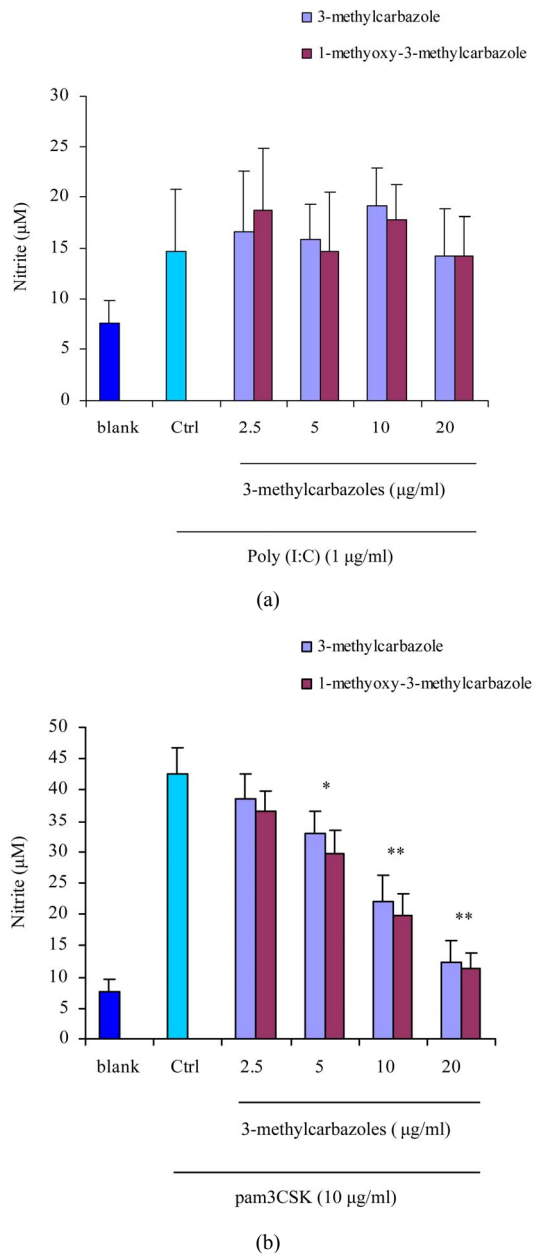 3-methylcarbazole
1-methyoxy-3-methylcarbazole
30
25
20
15
10
5
0
Nitrite (μM)
blank Ctrl 2.5 5 10 20
3-methylcarbazoles (μg/ml)
Poly (I:C) (1 μg/ml)
(a)
3-methylcarbazole
1-methyoxy-3-methylcarbazole
50
45
40
35
30
25
20
15
10
5
0
Nitrite (μM)
*
**
**
blank Ctrl 2.5 5 10 20
3-methylcarbazoles ( μg/ml)
pam3CSK (10 μg/ml)
(b)